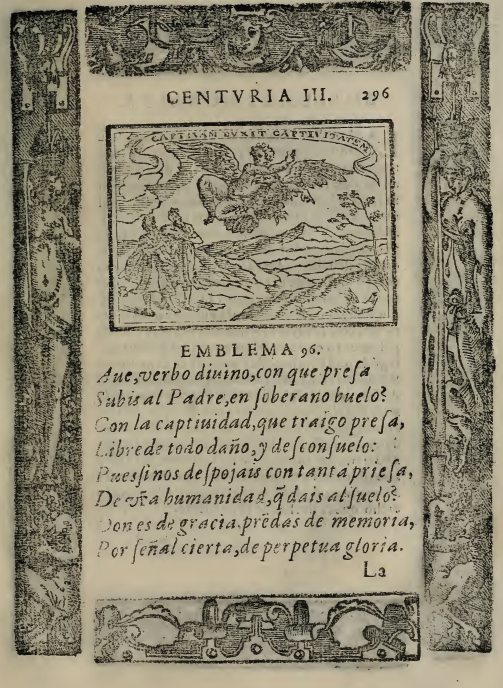 CENTVRIA III. 296
CAPTIVAM DVXIT CAPTIVITATEM
EMBLEMA 96.
Aue, verbo diuino, con que presa
Subis al Padre, en soberano buelo?
Con la captiuidad, que traigo presa,
Libre de todo daño, y desconsuelo:
Pues si nos despojais con tanta priesa,
De vr̃a humanidad, q̃ dais al suelo?
Dones de gracia. prẽdas de memoria,
Por señal cierta, de perpetua gloria.
La